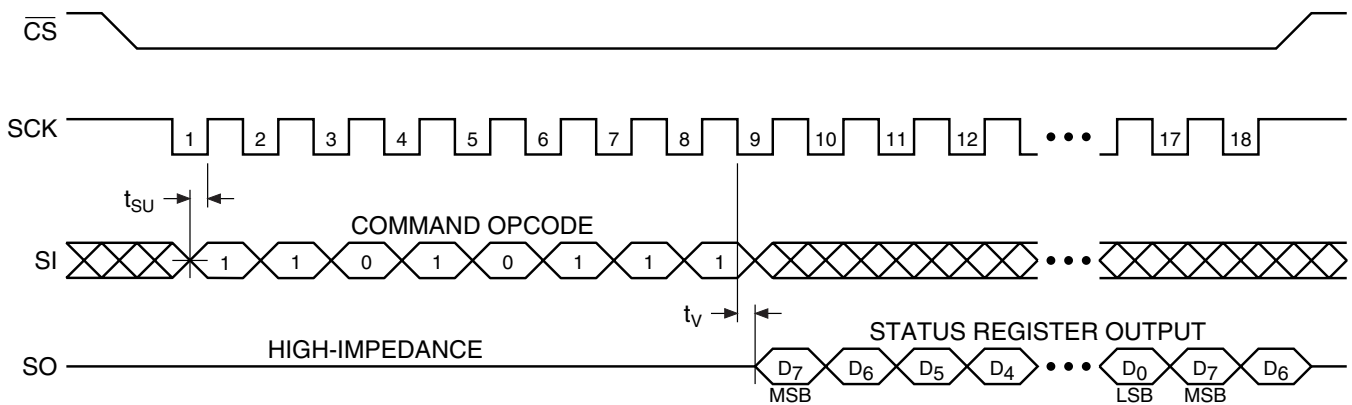 CS
SCK 1 2 3 4 5 6 7 8 9 10 11 12 ••• 17 18
tSU
COMMAND OPCODE
SI 1 1 0 1 0 1 1 1 •••
tV
HIGH-IMPEDANCE
STATUS REGISTER OUTPUT
SO D7 D6 D5 D4 ••• D0 D7 D6
MSB LSB MSB